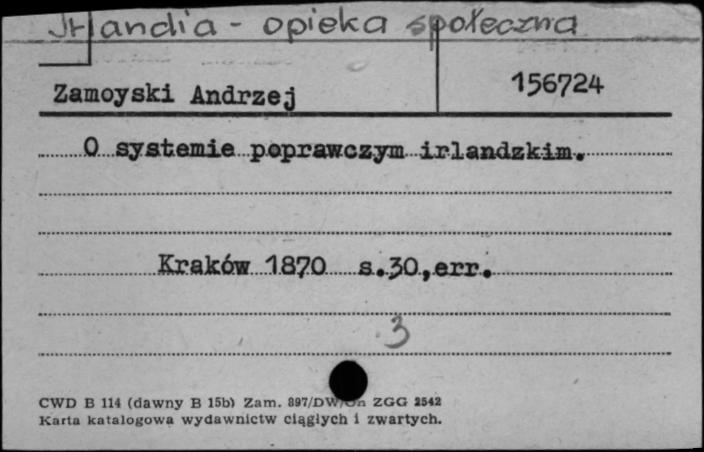 Irlandia - opieka społeczna
Zamoyski Andrzej 156724
O systemie poprawczym irlandzkim.
Kraków 1870 s.30,err.
3
CWD B 114 (dawny B 15b) Zam. 897/DW/ ZGG 2542
Karta katalogowa wydawnictw ciągłych i zwartych.